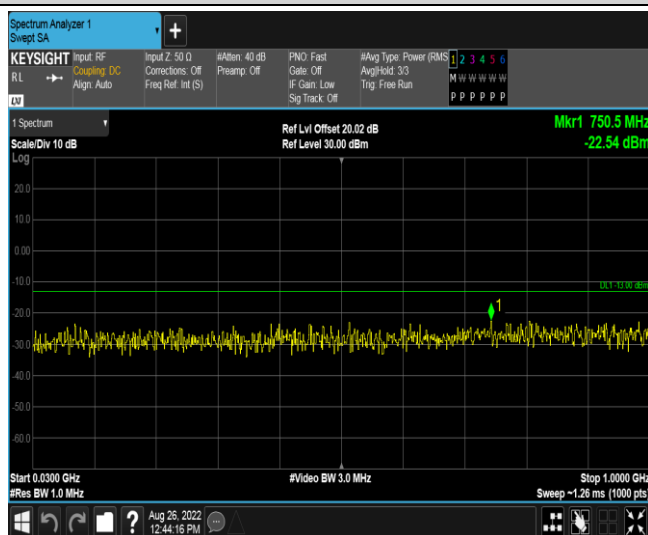 Spectrum Analyzer 1
Swept SA
+
KEYSIGHT
RL
LXI
Input: RF
Coupling: DC
Align: Auto
Input Z: 50 Ω
Corrections: Off
Freq Ref: Int (S)
#Atten: 40 dB
Preamp: Off
PNO: Fast
Gate: Off
IF Gain: Low
Sig Track: Off
#Avg Type: Power (RMS
Avg|Hold: 3/3
Trig: Free Run
1 2 3 4 5 6
M W W W W W
P P P P P P
1 Spectrum
Scale/Div 10 dB
Log
Ref Lvl Offset 20.02 dB
Ref Level 30.00 dBm
Mkr1 750.5 MHz
-22.54 dBm
20.0
10.0
0.00
-10.0
DL1 -13.00 dBm
-20.0
1
-30.0
-40.0
-50.0
-60.0
Start 0.0300 GHz
#Res BW 1.0 MHz
#Video BW 3.0 MHz
Stop 1.0000 GHz
Sweep ~1.26 ms (1000 pts)
?
Aug 26, 2022
12:44:16 PM